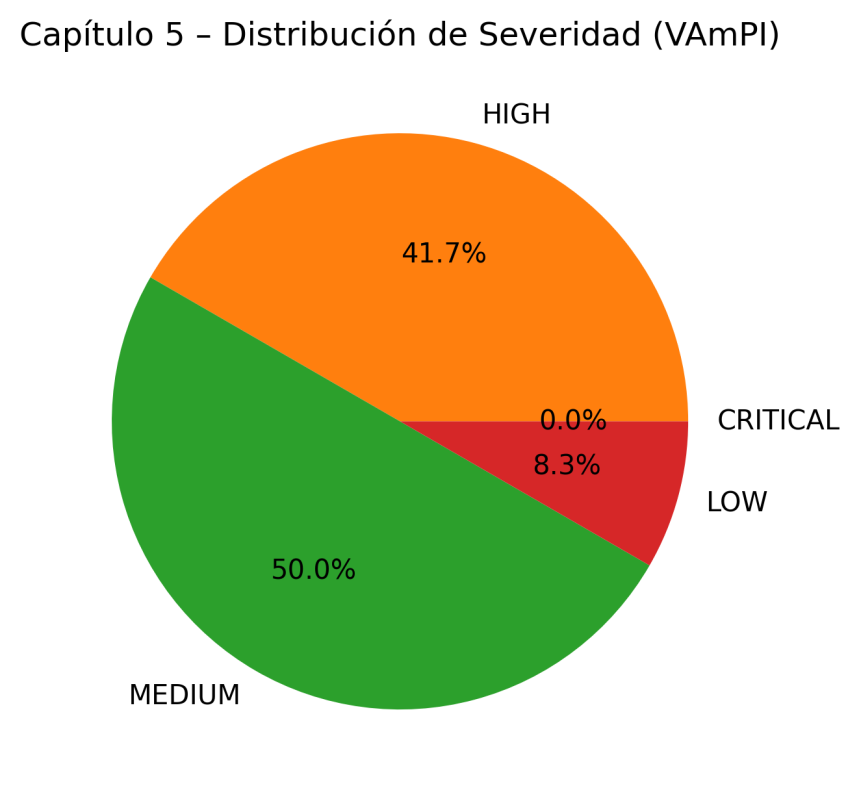 Capítulo 5 – Distribución de Severidad (VAmPI)
HIGH
41.7%
0.0%
CRITICAL
8.3%
LOW
50.0%
MEDIUM